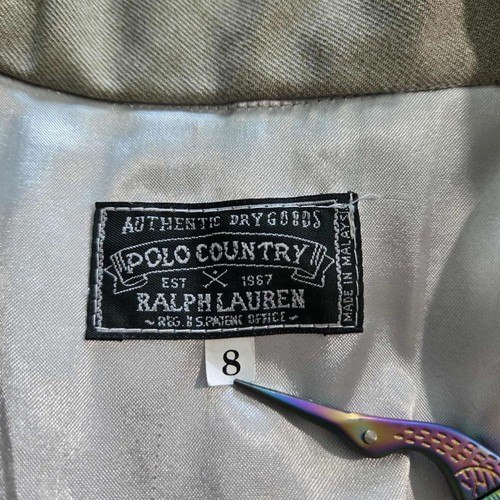 AUTHENTIC DRY GOODS
POLO COUNTRY
EST 1967
RALPH LAUREN
~ REG. U.S. PATENT OFFICE ~
MADE IN MALAYSIA
8